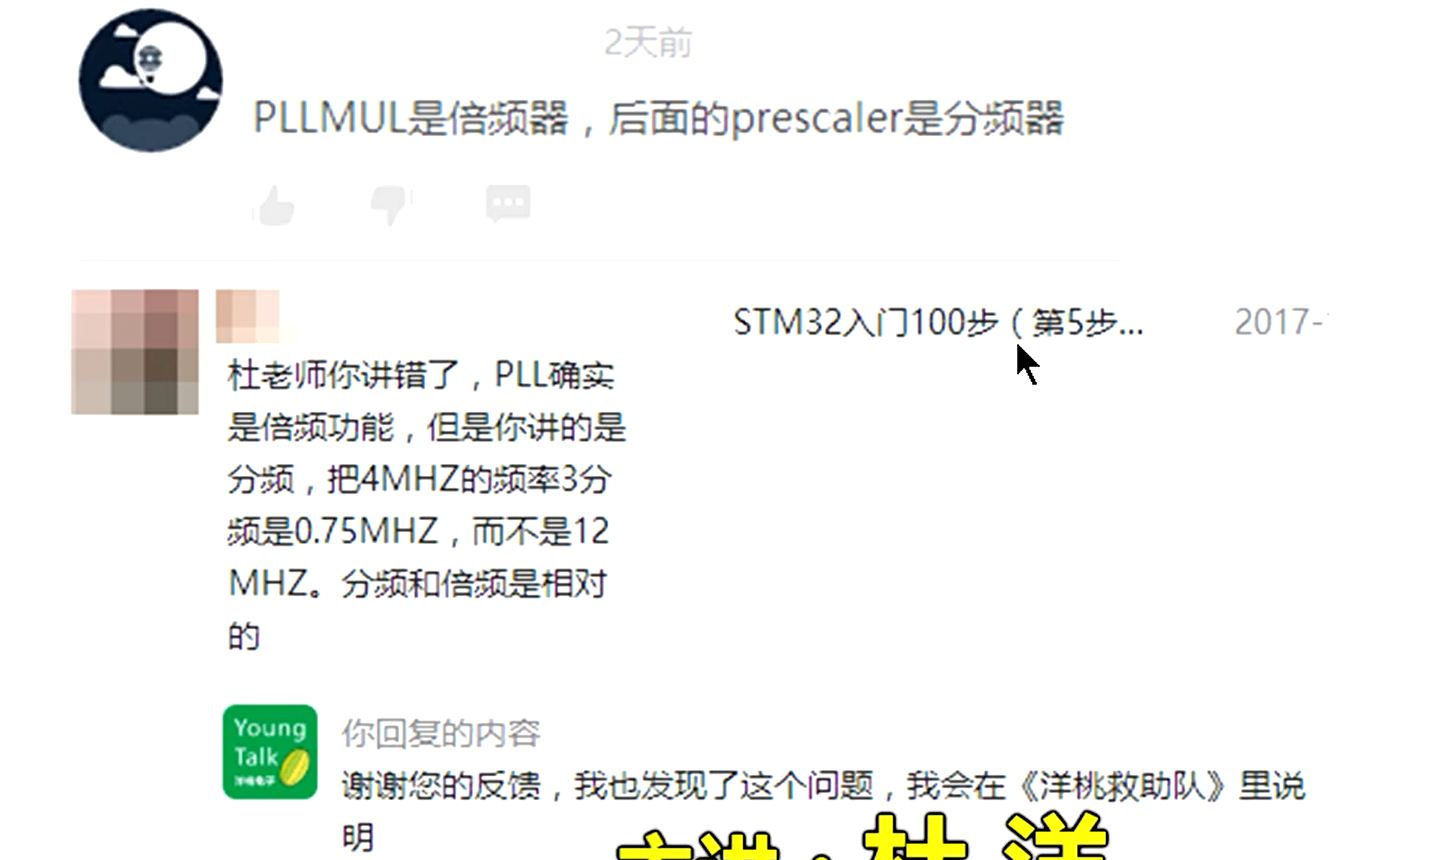 2天前
PLLMUL是倍频器，后面的prescaler是分频器
STM32入门100步（第5步... 2017-
杜老师你讲错了，PLL确实
是倍频功能，但是你讲的是
分频，把4MHZ的频率3分
频是0.75MHZ，而不是12
MHZ。分频和倍频是相对
的
Young
Talk
洋桃电子
你回复的内容
谢谢您的反馈，我也发现了这个问题，我会在《洋桃救助队》里说
明
主讲：杜洋